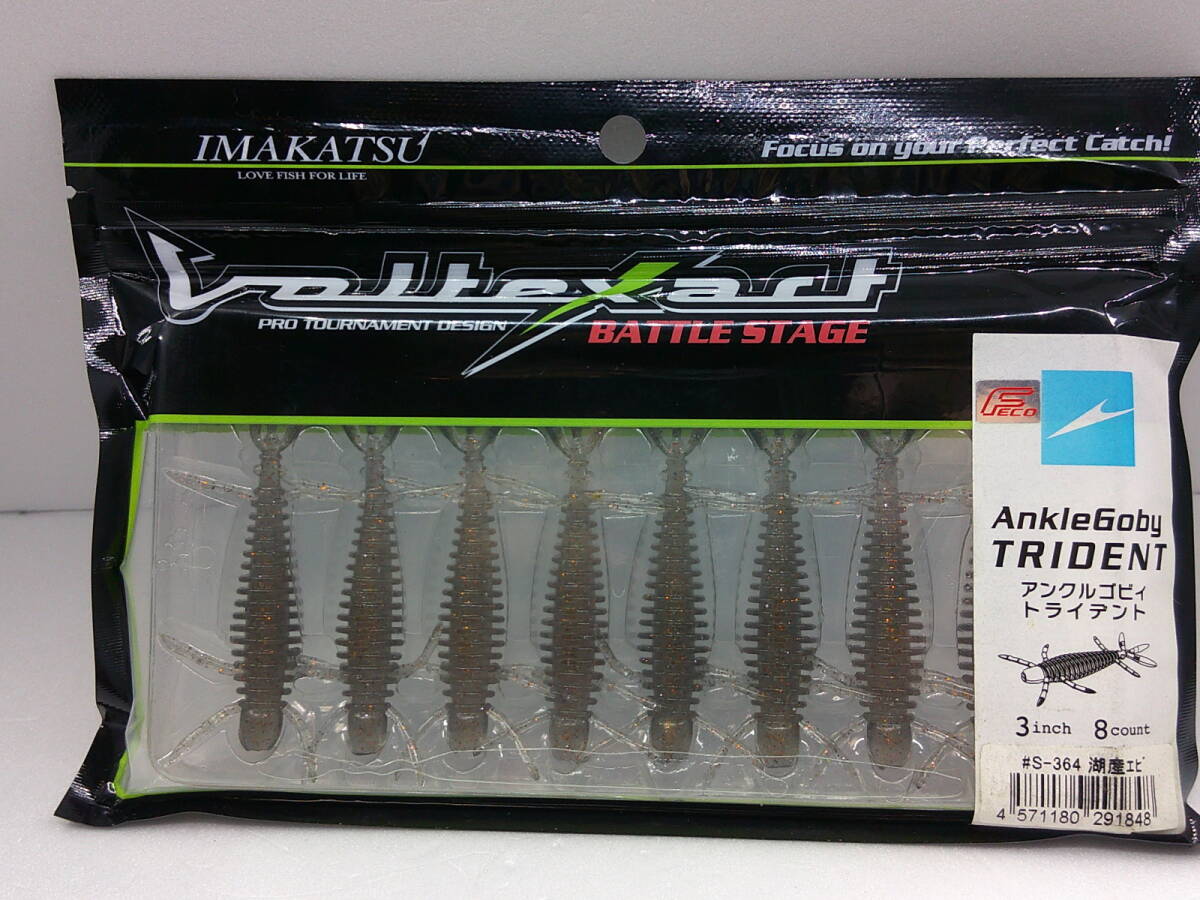 IMAKATSU
LOVE FISH FOR LIFE
Focus on your Perfect Catch!
Voltexact
PRO TOURNAMENT DESIGN
BATTLE STAGE
FECO
AnkleGoby
TRIDENT
アンクルゴビィ
トライデント
3inch 8count
#S-364 湖産エビ
4 571180 291848